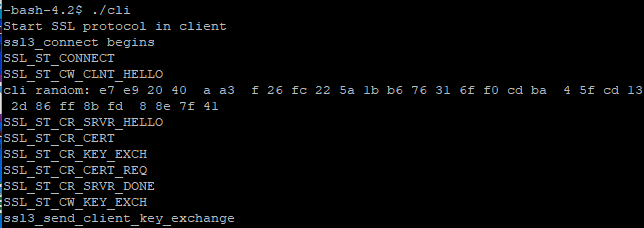 -bash-4.2$ ./cli
Start SSL protocol in client
ssl3_connect begins
SSL_ST_CONNECT
SSL_ST_CW_CLNT_HELLO
cli random: e7 e9 20 40  a a3  f 26 fc 22 5a 1b b6 76 31 6f f0 cd ba  4 5f cd 13
 2d 86 ff 8b fd  8 8e 7f 41
SSL_ST_CR_SRVR_HELLO
SSL_ST_CR_CERT
SSL_ST_CR_KEY_EXCH
SSL_ST_CR_CERT_REQ
SSL_ST_CR_SRVR_DONE
SSL_ST_CW_KEY_EXCH
ssl3_send_client_key_exchange